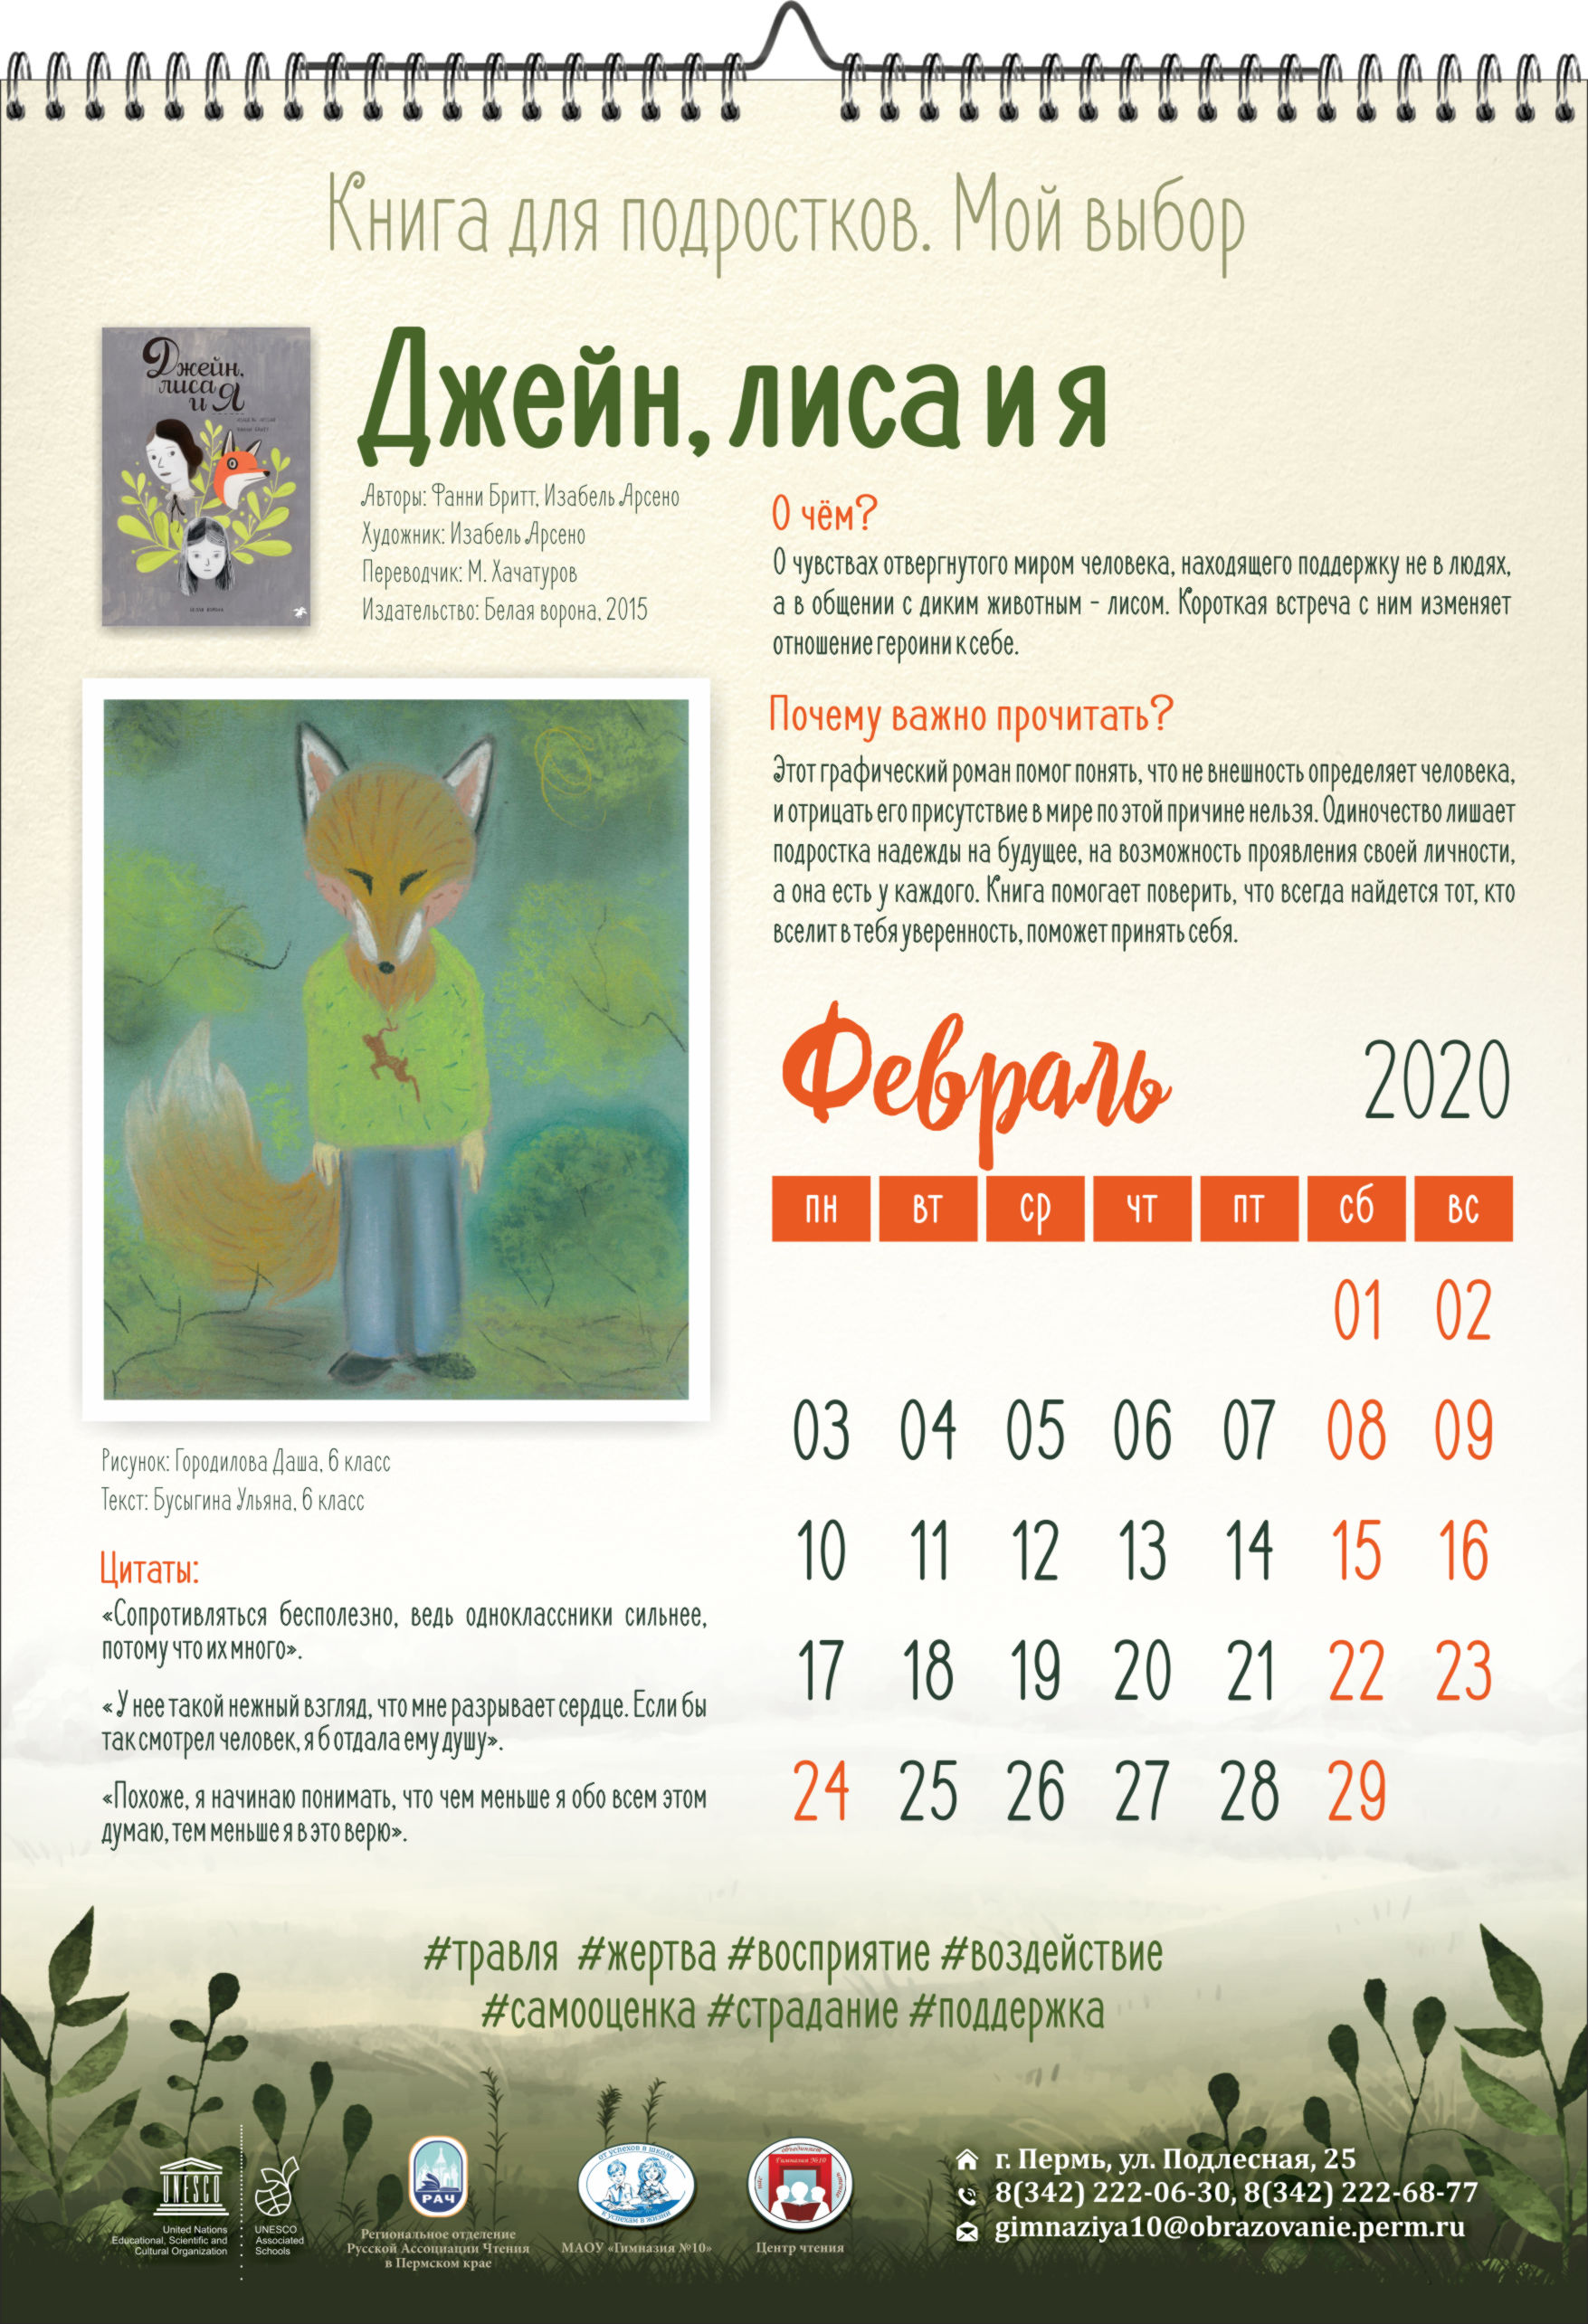 Книга для подростков. Мой выбор
Джейн,
лиса
и я
Джейн, лиса и я
Авторы: Фанни Бритт, Изабель Арсено
Художник: Изабель Арсено
Переводчик: М. Хачатуров
Издательство: Белая ворона, 2015
О чём?
О чувствах отвергнутого миром человека, находящего поддержку не в людях,
а в общении с диким животным - лисом. Короткая встреча с ним изменяет
отношение героини к себе.
Почему важно прочитать?
Этот графический роман помог понять, что не внешность определяет человека,
и отрицать его присутствие в мире по этой причине нельзя. Одиночество лишает
подростка надежды на будущее, на возможность проявления своей личности,
а она есть у каждого. Книга помогает поверить, что всегда найдется тот, кто
вселит в тебя уверенность, поможет принять себя.
Февраль 2020
пн вт ср чт пт сб вс
01 02
03 04 05 06 07 08 09
10 11 12 13 14 15 16
17 18 19 20 21 22 23
24 25 26 27 28 29
Рисунок: Городилова Даша, 6 класс
Текст: Бусыгина Ульяна, 6 класс
Цитаты:
«Сопротивляться бесполезно, ведь одноклассники сильнее,
потому что их много».
«У нее такой нежный взгляд, что мне разрывает сердце. Если бы
так смотрел человек, я б отдала ему душу».
«Похоже, я начинаю понимать, что чем меньше я обо всем этом
думаю, тем меньше я в это верю».
#травля #жертва #восприятие #воздействие
#самооценка #страдание #поддержка
UNESCO
United Nations
Educational, Scientific and
Cultural Organization
UNESCO
Associated
Schools
РАЧ
Региональное отделение
Русской Ассоциации Чтения
в Пермском крае
от успехов в школе
к успехам в жизни
МАОУ «Гимназия №10»
Гимназия №10
Центр чтения
г. Пермь, ул. Подлесная, 25
8(342) 222-06-30, 8(342) 222-68-77
gimnaziya10@obrazovanie.perm.ru